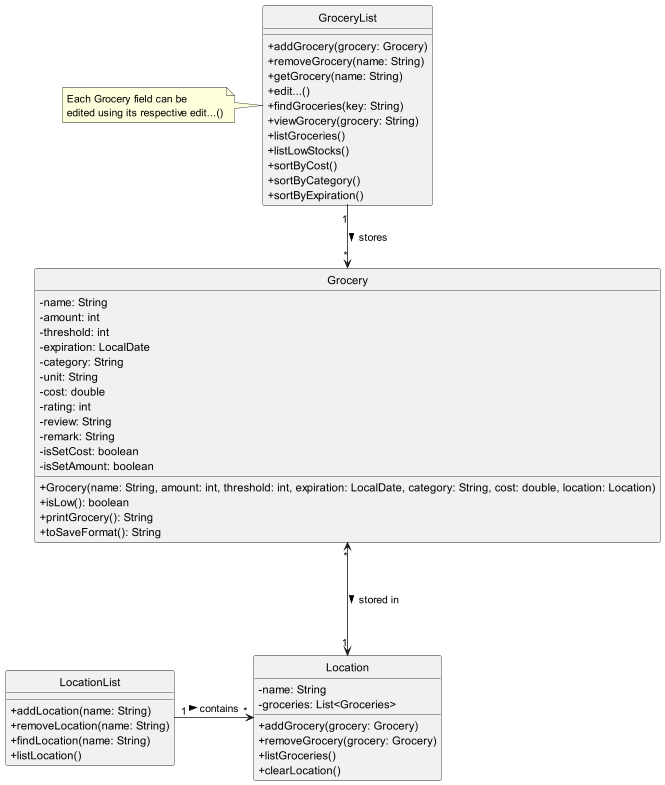 GroceryList
+addGrocery(grocery: Grocery)
+removeGrocery(name: String)
+getGrocery(name: String)
+edit...()
+findGroceries(key: String)
+viewGrocery(grocery: String)
+listGroceries()
+listLowStocks()
+sortByCost()
+sortByCategory()
+sortByExpiration()
Each Grocery field can be
edited using its respective edit...()
1
stores
*
Grocery
-name: String
-amount: int
-threshold: int
-expiration: LocalDate
-category: String
-unit: String
-cost: double
-rating: int
-review: String
-remark: String
-isSetCost: boolean
-isSetAmount: boolean
+Grocery(name: String, amount: int, threshold: int, expiration: LocalDate, category: String, cost: double, location: Location)
+isLow(): boolean
+printGrocery(): String
+toSaveFormat(): String
*
stored in
1
LocationList
+addLocation(name: String)
+removeLocation(name: String)
+findLocation(name: String)
+listLocation()
1 contains *
Location
-name: String
-groceries: List<Groceries>
+addGrocery(grocery: Grocery)
+removeGrocery(grocery: Grocery)
+listGroceries()
+clearLocation()